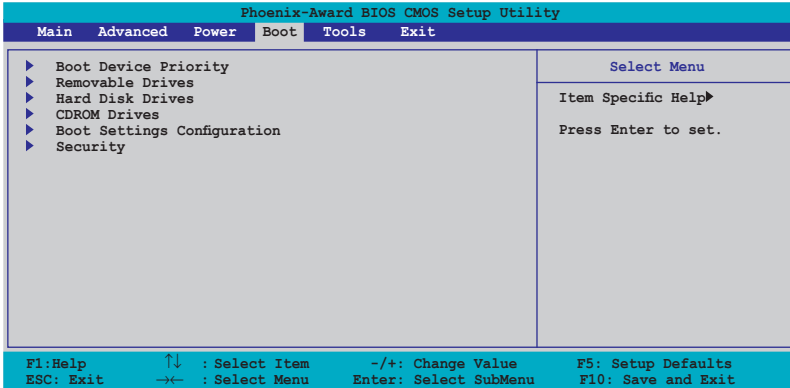 Phoenix-Award BIOS CMOS Setup Utility
Main Advanced Power Boot Tools Exit
Boot Device Priority
Removable Drives
Hard Disk Drives
CDROM Drives
Boot Settings Configuration
Security
Select Menu
Item Specific Help
Press Enter to set.
F1:Help ↑↓ : Select Item -/+: Change Value F5: Setup Defaults
ESC: Exit →← : Select Menu Enter: Select SubMenu F10: Save and Exit